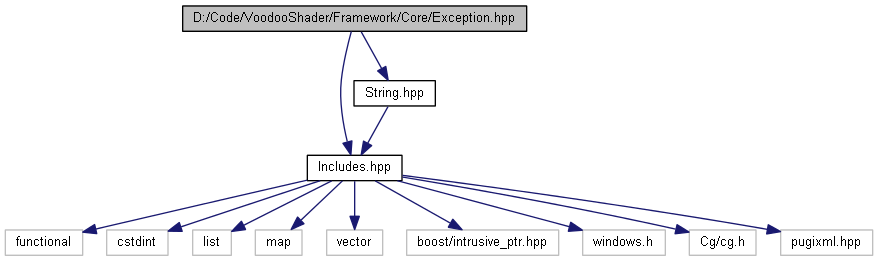 D:/Code/VoodooShader/Framework/Core/Exception.hpp
String.hpp
Includes.hpp
functional
cstdint
list
map
vector
boost/intrusive_ptr.hpp
windows.h
Cg/cg.h
pugixml.hpp